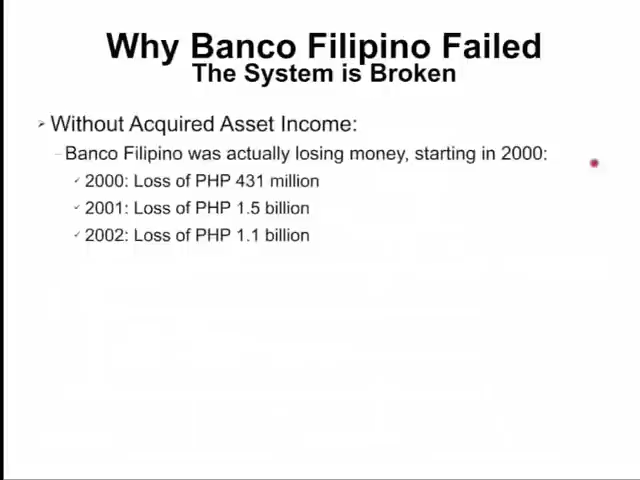 Why Banco Filipino Failed
The System is Broken
Without Acquired Asset Income:
Banco Filipino was actually losing money, starting in 2000:
2000: Loss of PHP 431 million
2001: Loss of PHP 1.5 billion
2002: Loss of PHP 1.1 billion